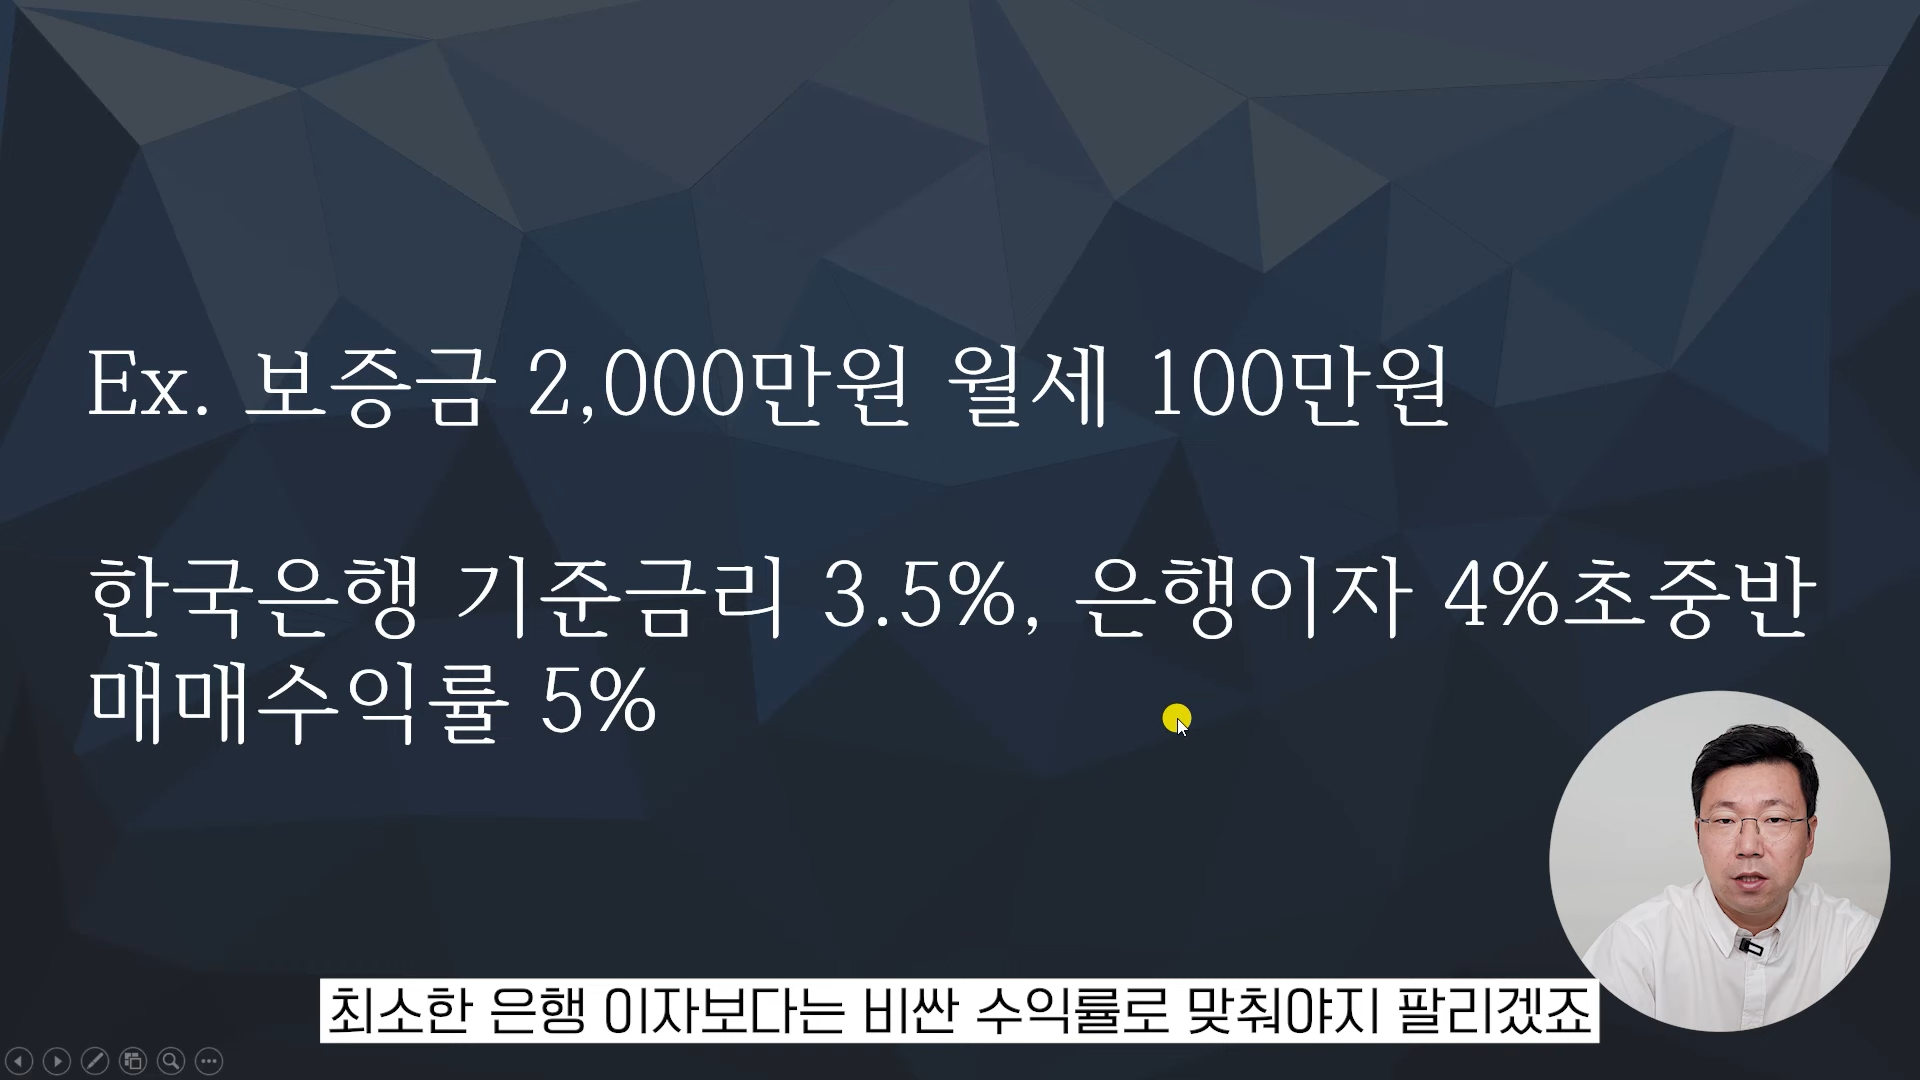 Ex. 보증금 2,000만원 월세 100만원
한국은행 기준금리 3.5%, 은행이자 4%초중반
매매수익률 5%
최소한 은행 이자보다는 비싼 수익률로 맞춰야지 팔리겠죠